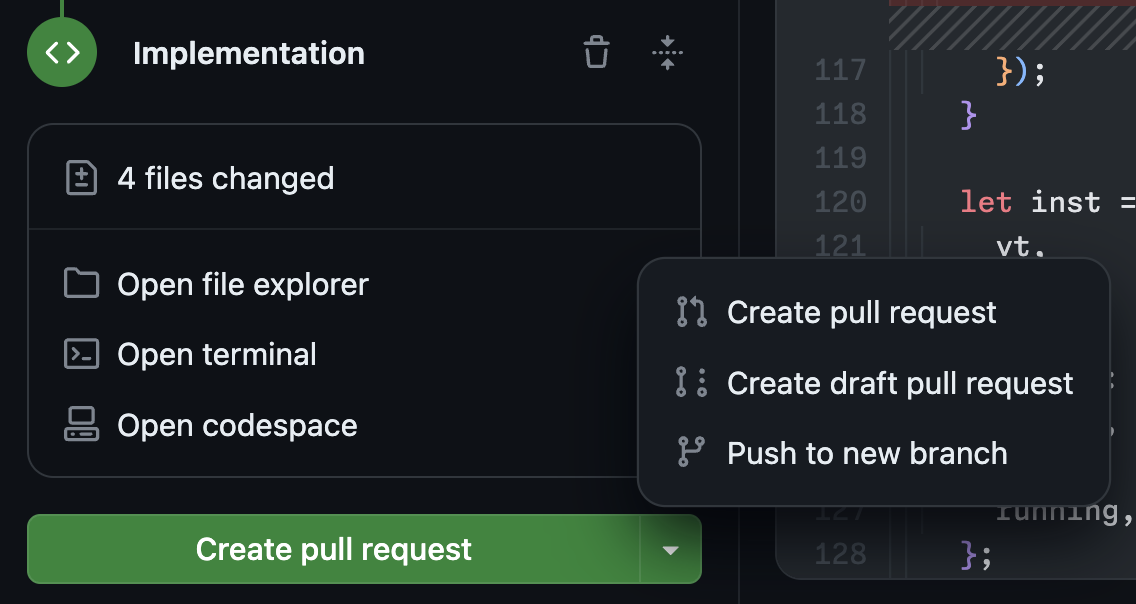 Implementation
4 files changed
Open file explorer
Open terminal
Open codespace
Create pull request
117 });
118 }
119
120 let inst =
121 vt,
Create pull request
Create draft pull request
Push to new branch
127 running,
128 };